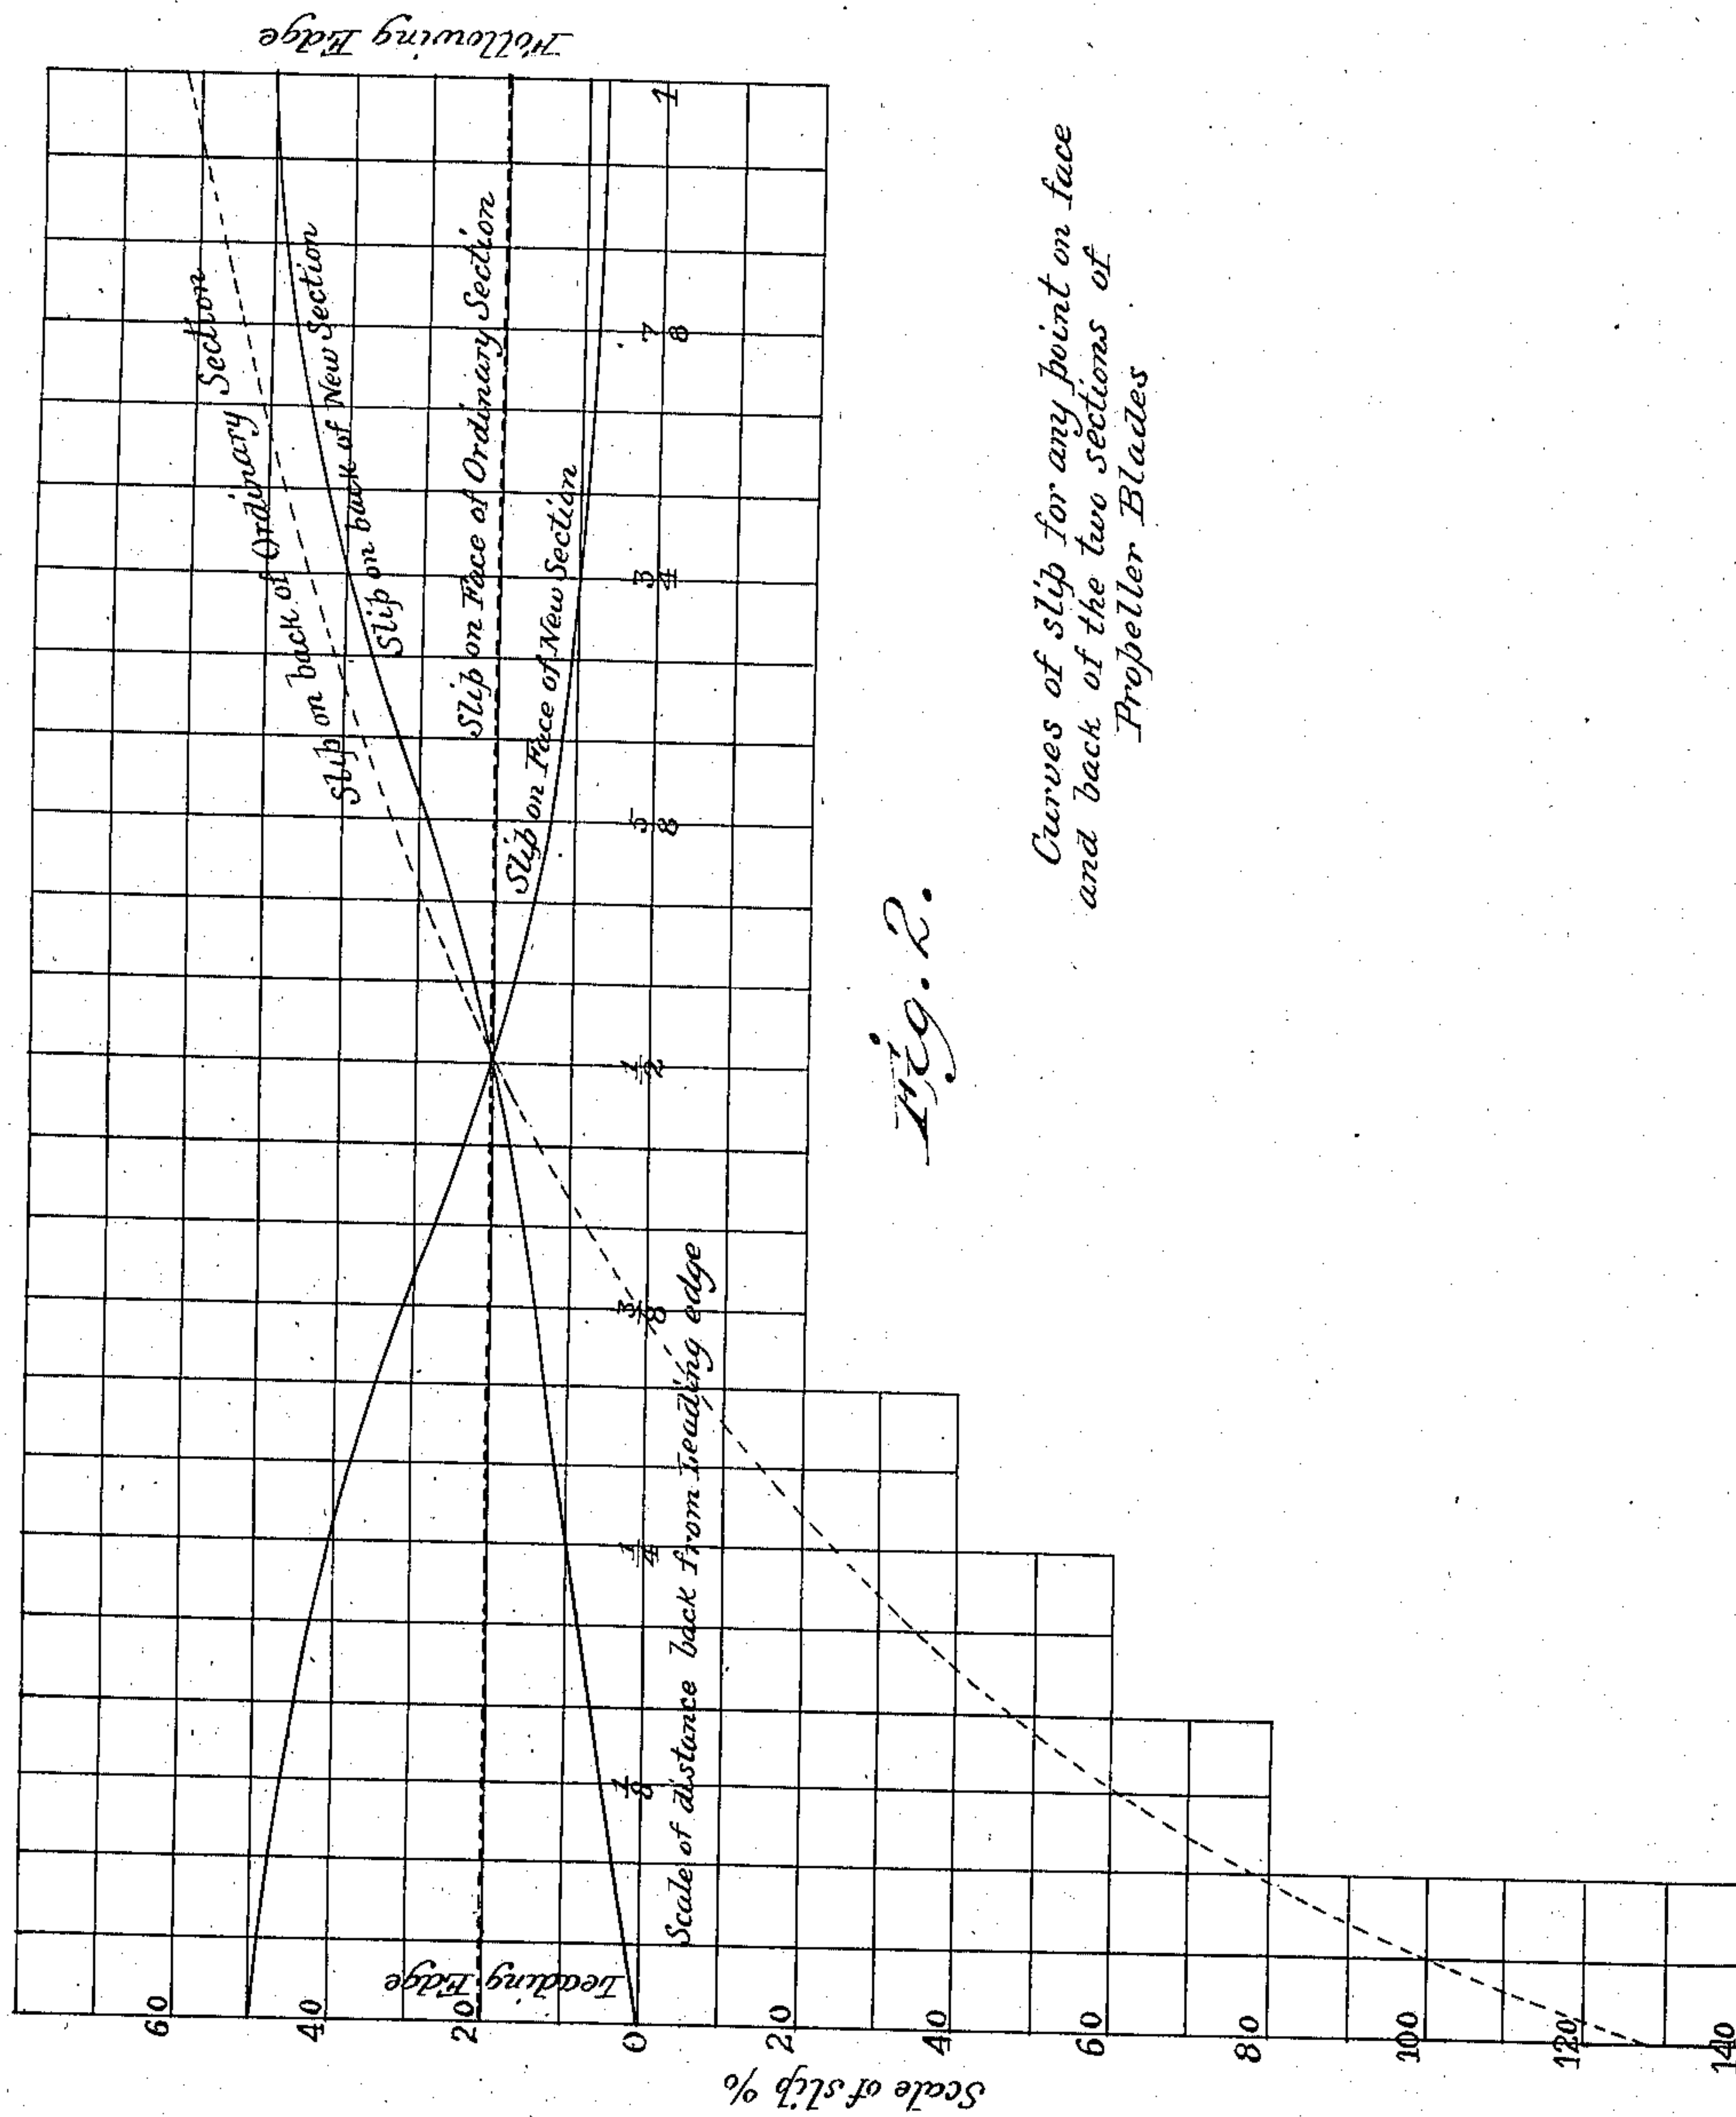 Following Edge
Slip on back of Ordinary Section
Slip on back of New Section
Slip on Face of Ordinary Section
Slip on Face of New Section
1/8
1/4
3/8
1/2
5/8
3/4
7/8
1
Scale of distance back from Leading edge
Leading Edge
60
40
20
0
20
40
60
80
100
120
140
Scale of slip %
Fig. 2.
Curves of slip for any point on face
and back of the two sections of
Propeller Blades